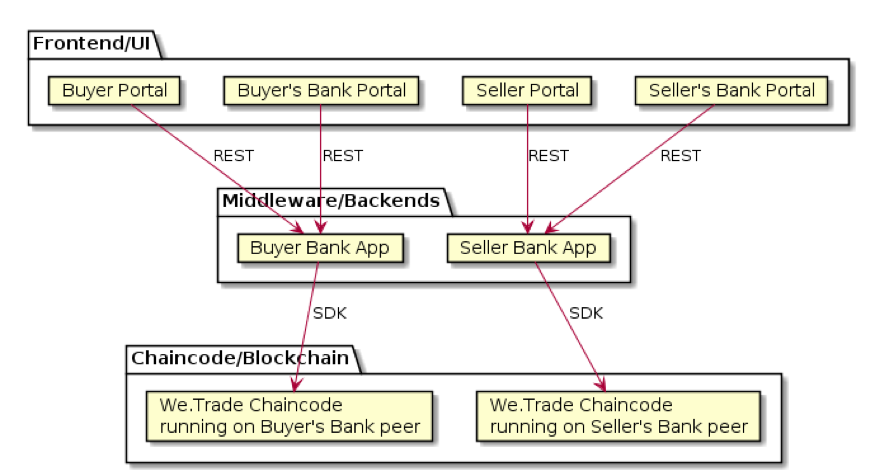 Frontend/UI
Buyer Portal
Buyer's Bank Portal
Seller Portal
Seller's Bank Portal
REST
REST
REST
REST
Middleware/Backends
Buyer Bank App
Seller Bank App
SDK
SDK
Chaincode/Blockchain
We.Trade Chaincode
running on Buyer's Bank peer
We.Trade Chaincode
running on Seller's Bank peer